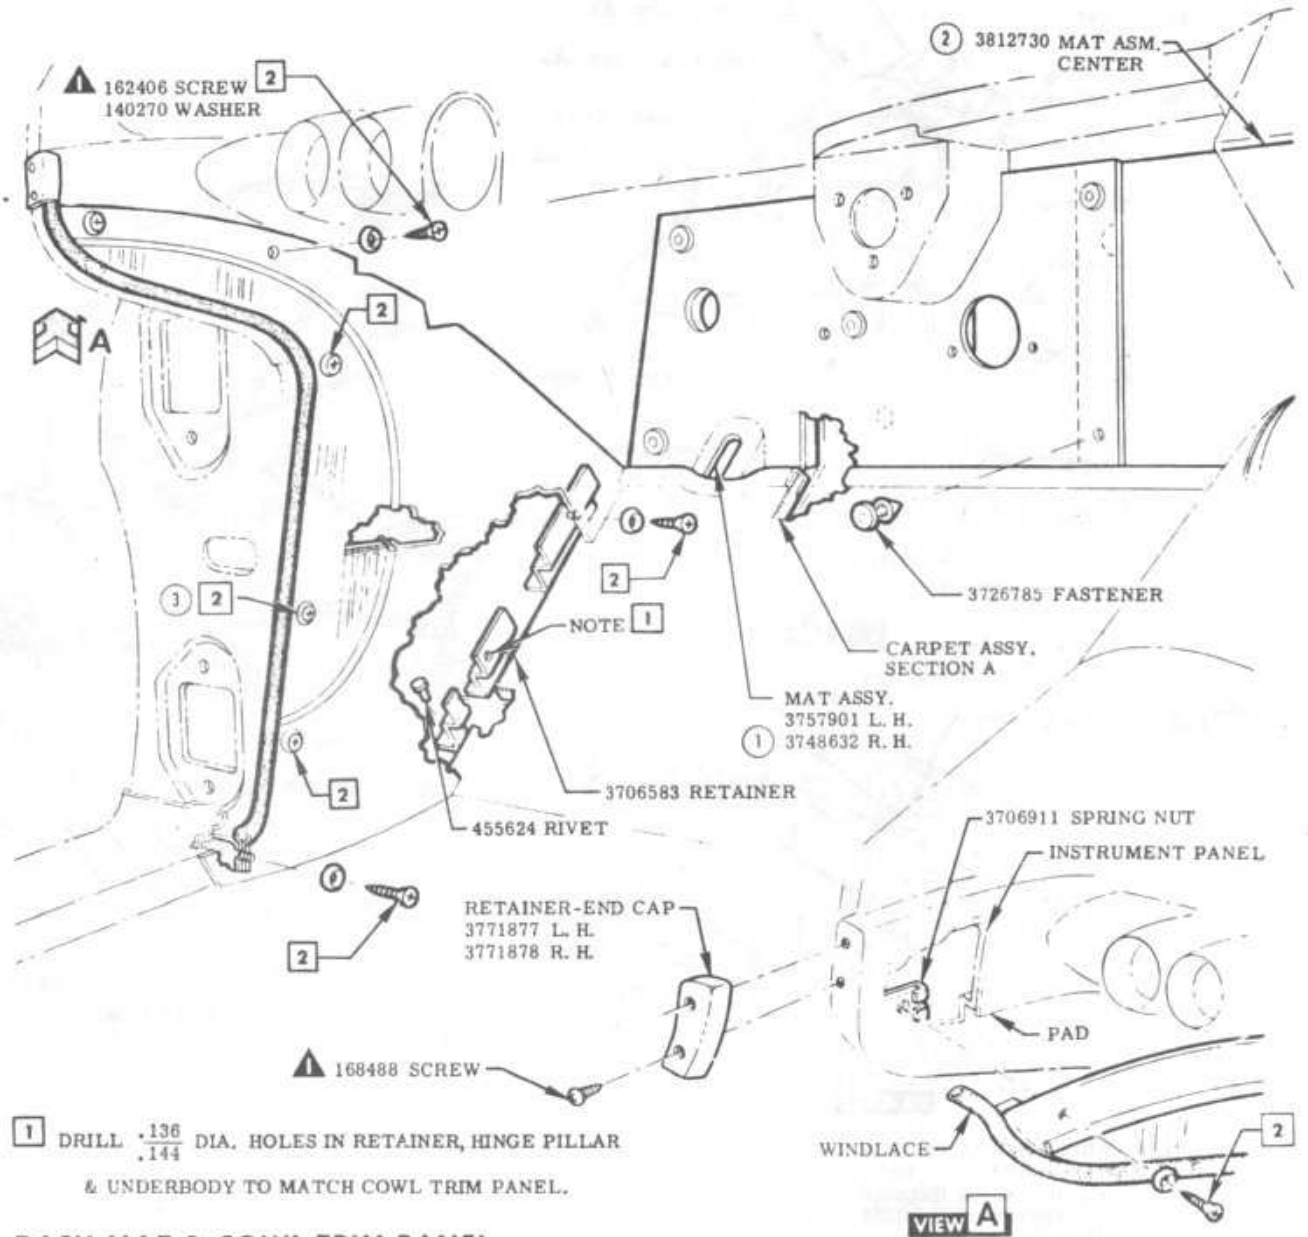 ② 3812730 MAT ASM.
CENTER
1 162406 SCREW 2
140270 WASHER
2
A
③ 2
NOTE 1
2
3726785 FASTENER
CARPET ASSY.
SECTION A
MAT ASSY.
3757901 L. H.
① 3748632 R. H.
2
3706583 RETAINER
455624 RIVET
3706911 SPRING NUT
INSTRUMENT PANEL
RETAINER-END CAP
3771877 L. H.
3771878 R. H.
2
PAD
1 168488 SCREW
1 DRILL .136/.144 DIA. HOLES IN RETAINER, HINGE PILLAR
& UNDERBODY TO MATCH COWL TRIM PANEL.
WINDLACE
2
VIEW A